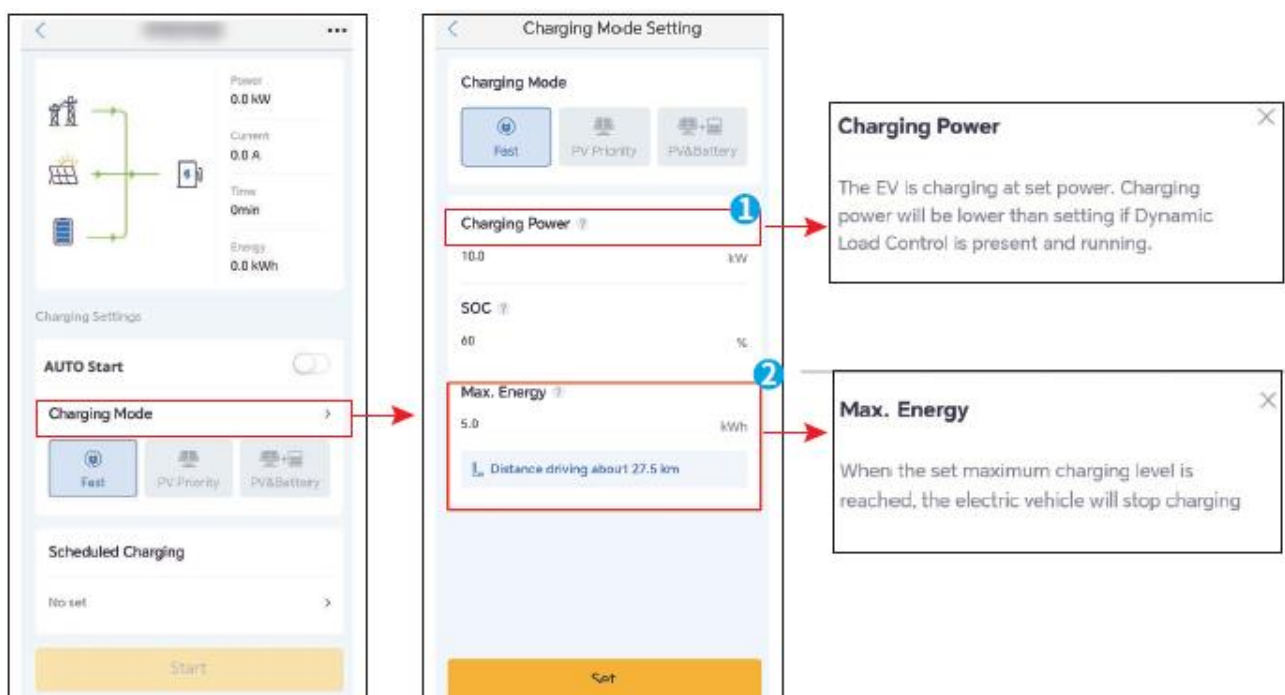 Power
0.0 kW
Current
0.0 A
Time
0min
Energy
0.0 kWh
Charging Settings
AUTO Start
Charging Mode
Fast
PV Priority
PV&Battery
Scheduled Charging
No set
Start
Charging Mode Setting
Charging Mode
Fast
PV Priority
PV&Battery
1
Charging Power ?
10.0 kW
SOC ?
60 %
2
Max. Energy ?
5.0 kWh
Distance driving about 27.5 km
Set
Charging Power
The EV is charging at set power. Charging
power will be lower than setting if Dynamic
Load Control is present and running.
Max. Energy
When the set maximum charging level is
reached, the electric vehicle will stop charging